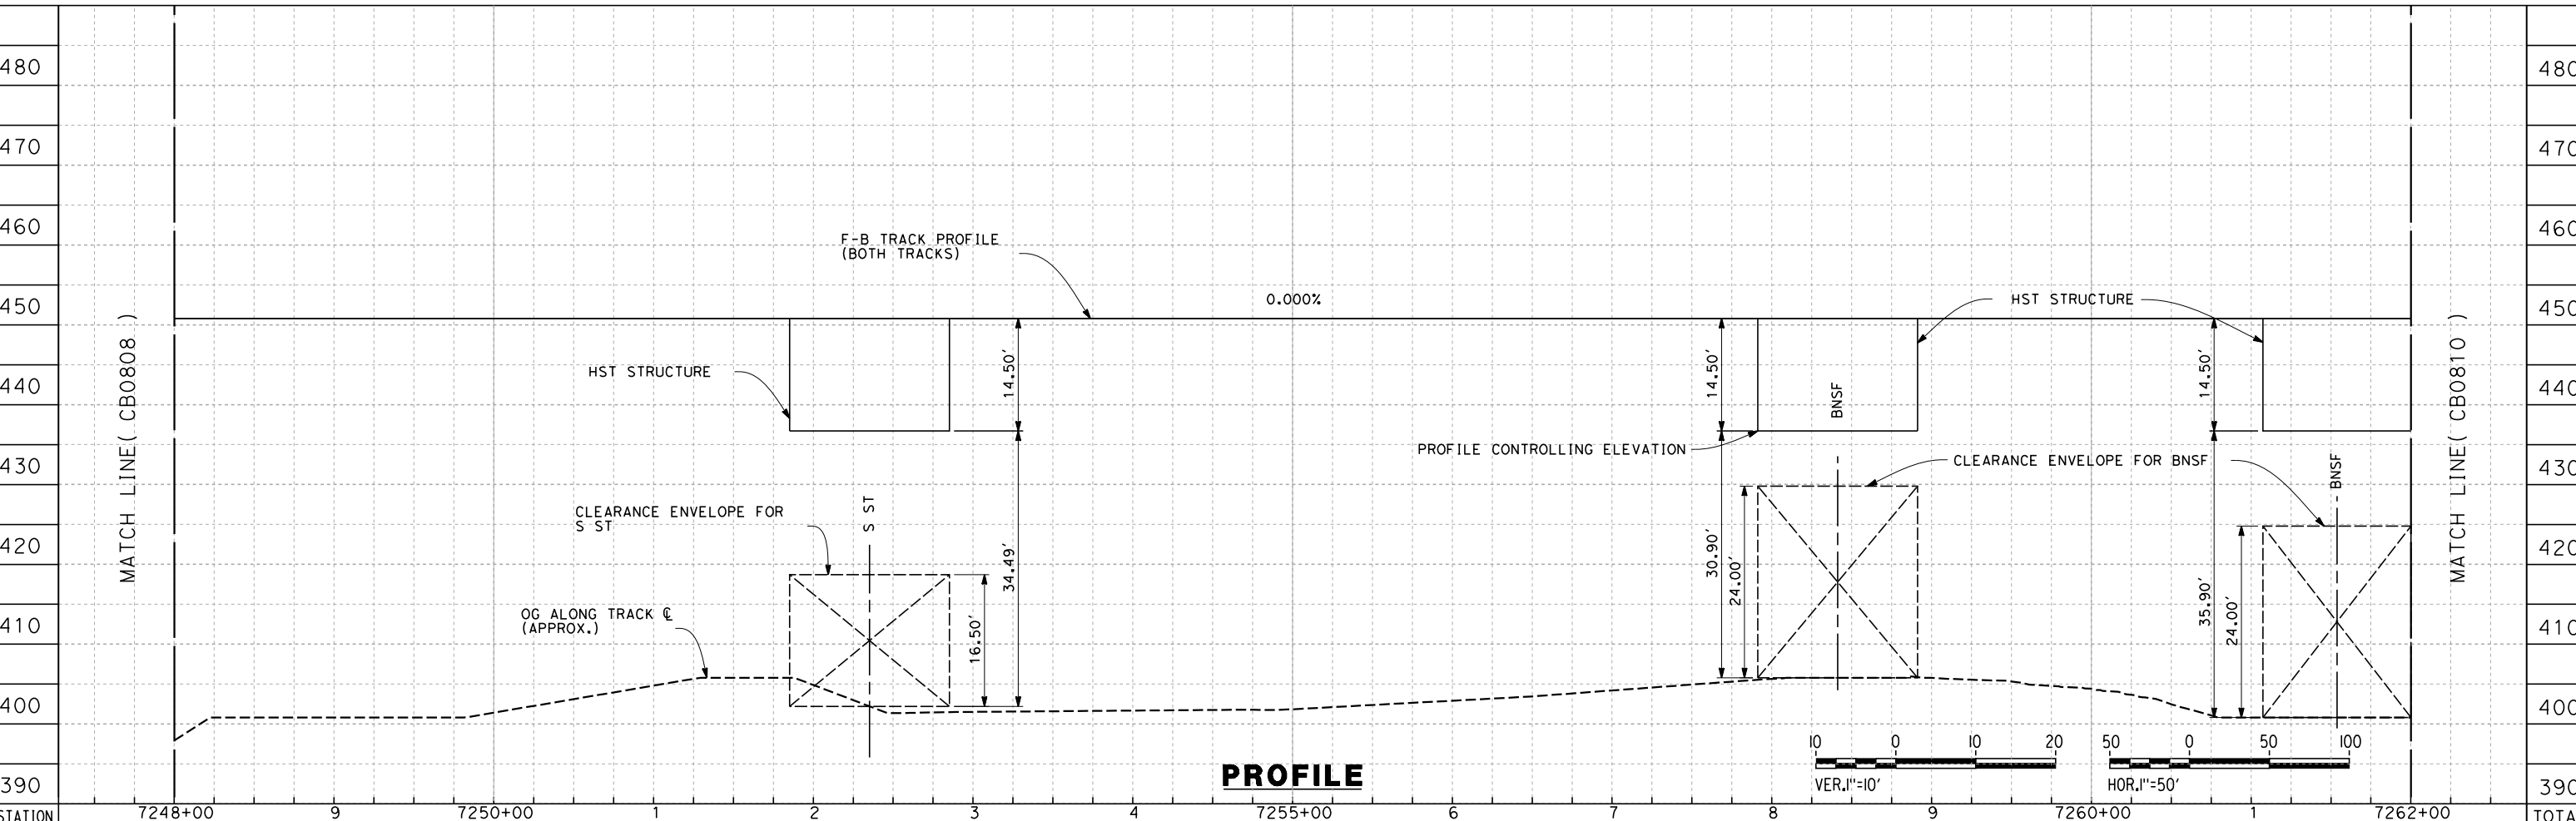 480
480
470
470
460
460
F-B TRACK PROFILE
(BOTH TRACKS)
450
0.000%
HST STRUCTURE
450
MATCH LINE( CB0808 )
HST STRUCTURE
14.50'
14.50'
BNSF
14.50'
MATCH LINE( CB0810 )
440
440
PROFILE CONTROLLING ELEVATION
430
CLEARANCE ENVELOPE FOR BNSF
BNSF
430
CLEARANCE ENVELOPE FOR
S ST
S ST
420
34.49'
30.90'
24.00'
420
OG ALONG TRACK ℄
(APPROX.)
16.50'
35.90'
24.00'
410
410
400
400
10 0 10 20
50 0 50 100
PROFILE
VER.1"=10'
HOR.1"=50'
390
390
STATION 7248+00 9 7250+00 1 2 3 4 7255+00 6 7 8 9 7260+00 1 7262+00